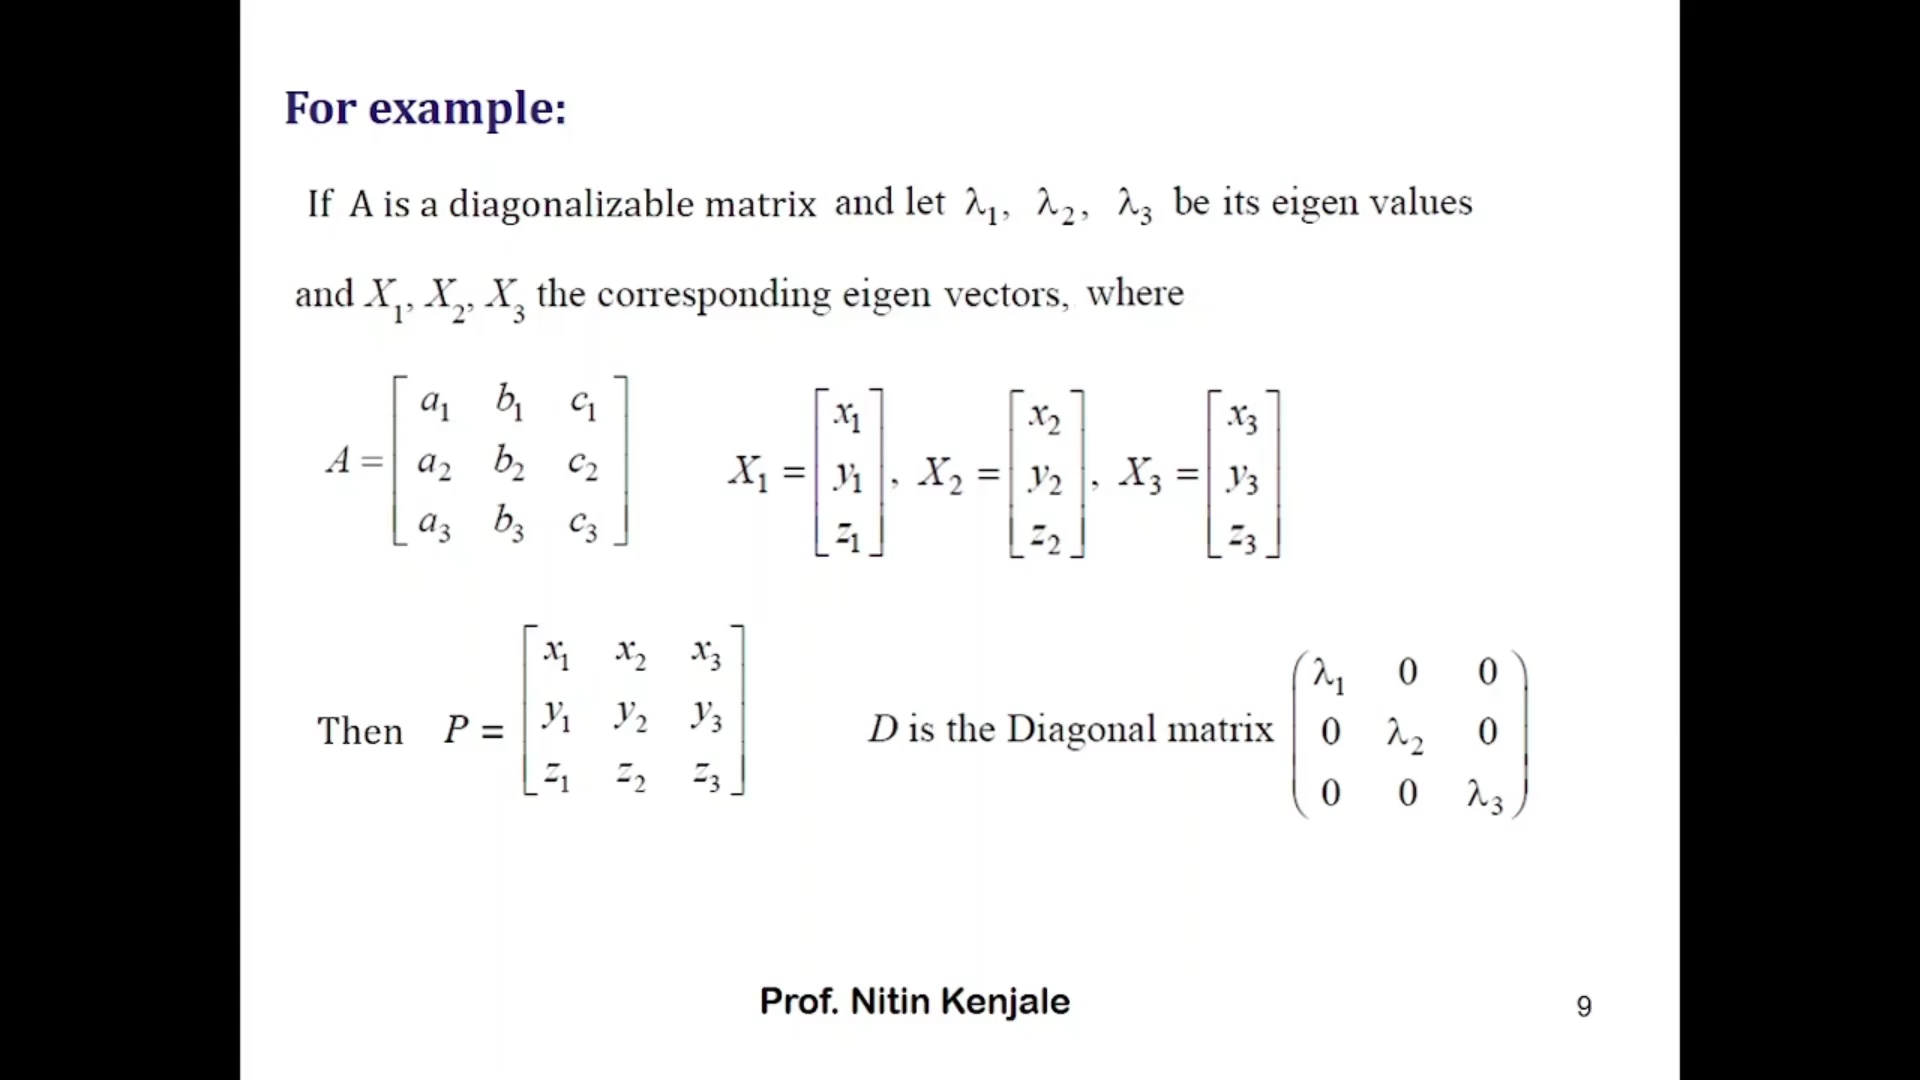 For example:
If A is a diagonalizable matrix and let λ₁, λ₂, λ₃ be its eigen values
and X₁, X₂, X₃ the corresponding eigen vectors, where
A = [ a₁ b₁ c₁ ; a₂ b₂ c₂ ; a₃ b₃ c₃ ] X₁ = [ x₁ ; y₁ ; z₁ ], X₂ = [ x₂ ; y₂ ; z₂ ], X₃ = [ x₃ ; y₃ ; z₃ ]
Then P = [ x₁ x₂ x₃ ; y₁ y₂ y₃ ; z₁ z₂ z₃ ] D is the Diagonal matrix ( λ₁ 0 0 ; 0 λ₂ 0 ; 0 0 λ₃ )
Prof. Nitin Kenjale
9